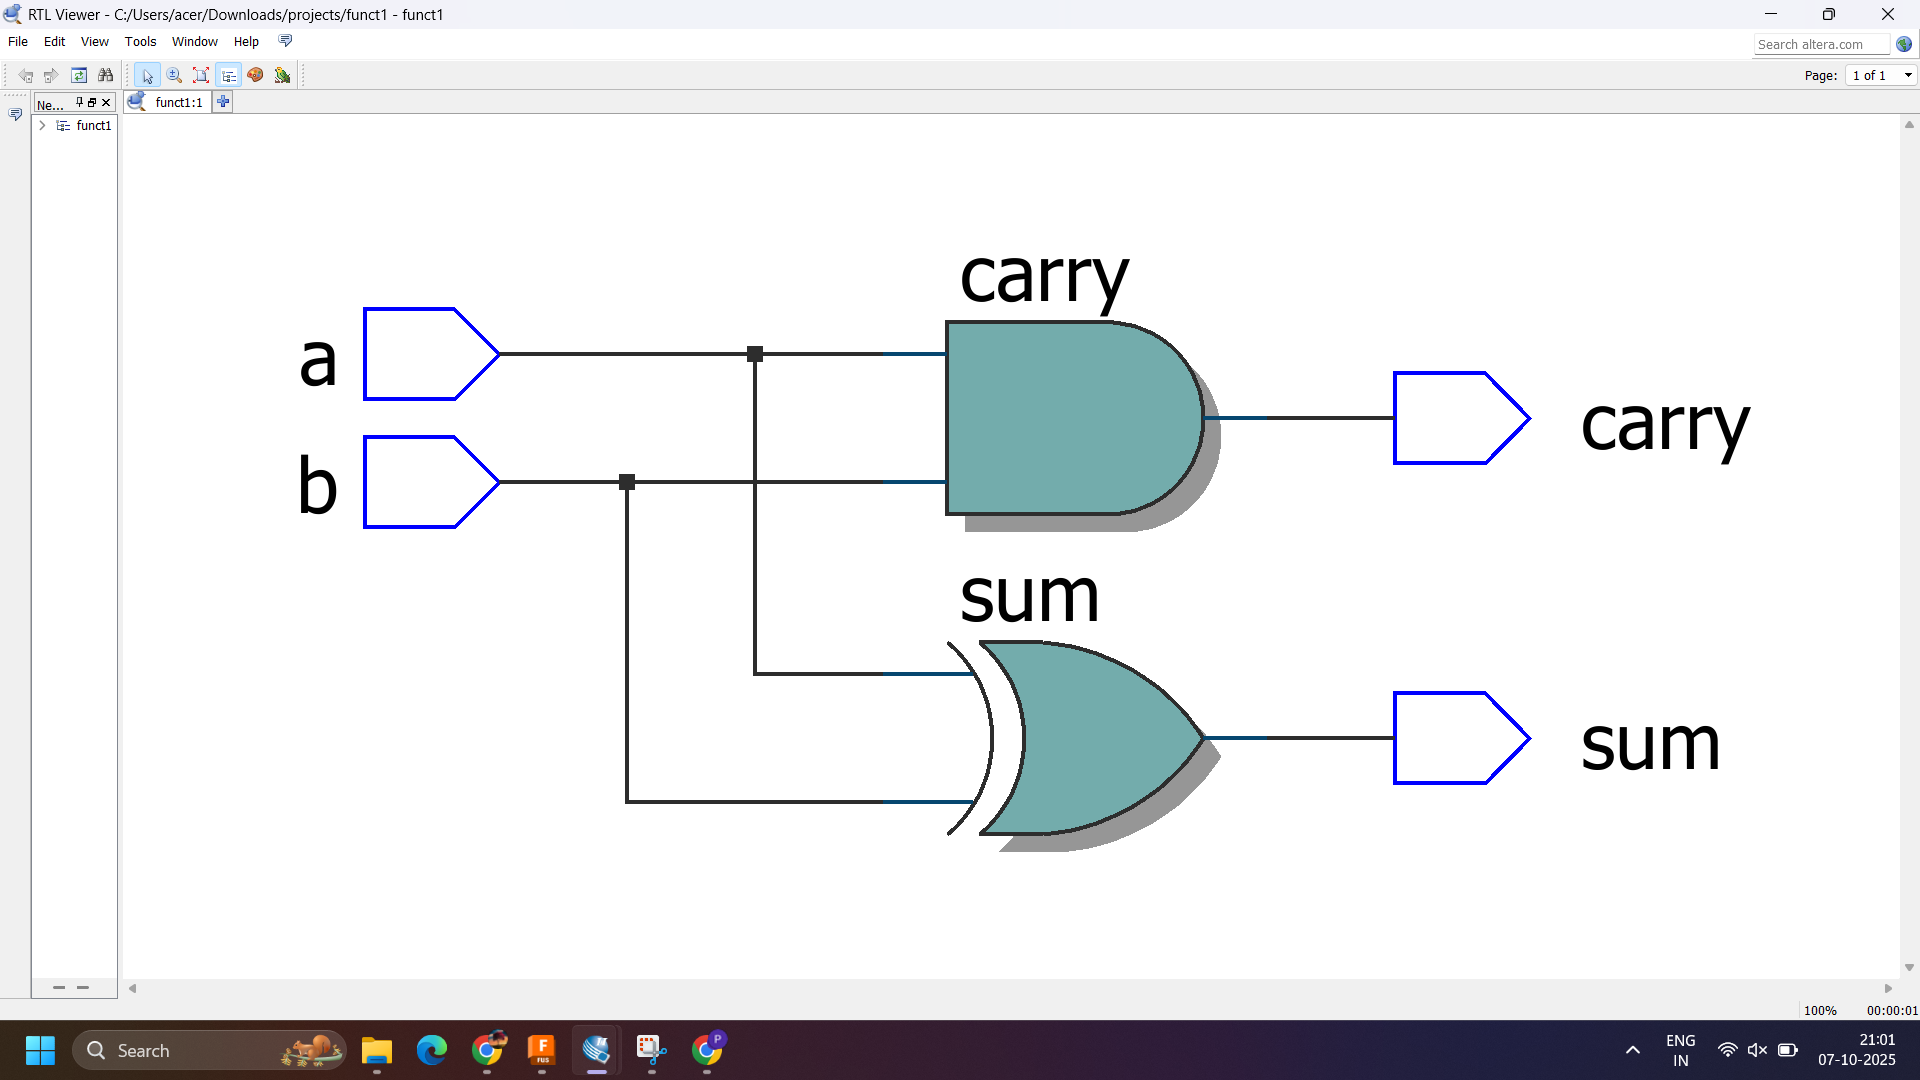 RTL Viewer - C:/Users/acer/Downloads/projects/funct1 - funct1
File Edit View Tools Window Help
Search altera.com
Page: 1 of 1
Ne...
funct1:1
funct1
carry
a
carry
b
sum
sum
100% 00:00:01
Search
F
FUS
P
ENG
IN
21:01
07-10-2025